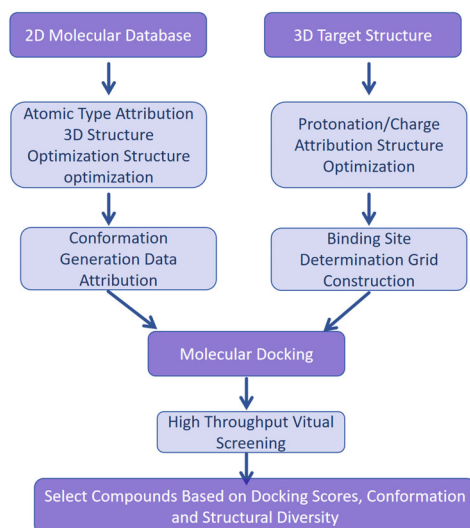 2D Molecular Database
3D Target Structure
Atomic Type Attribution
3D Structure
Optimization Structure
optimization
Protonation/Charge
Attribution Structure
Optimization
Conformation
Generation Data
Attribution
Binding Site
Determination Grid
Construction
Molecular Docking
High Throughput Vitual
Screening
Select Compounds Based on Docking Scores, Conformation
and Structural Diversity